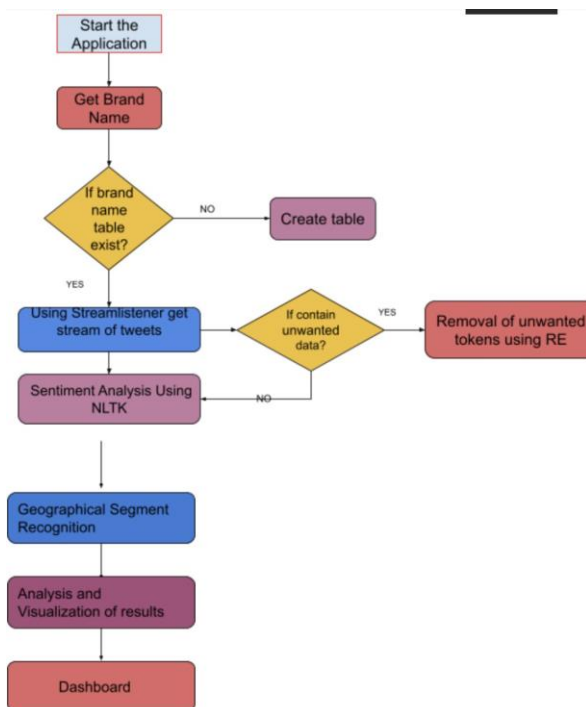 Start the
Application
Get Brand
Name
If brand
name
table
exist?
NO
Create table
YES
Using Streamlistener get
stream of tweets
If contain
unwanted
data?
YES
Removal of unwanted
tokens using RE
Sentiment Analysis Using
NLTK
NO
Geographical Segment
Recognition
Analysis and
Visualization of results
Dashboard